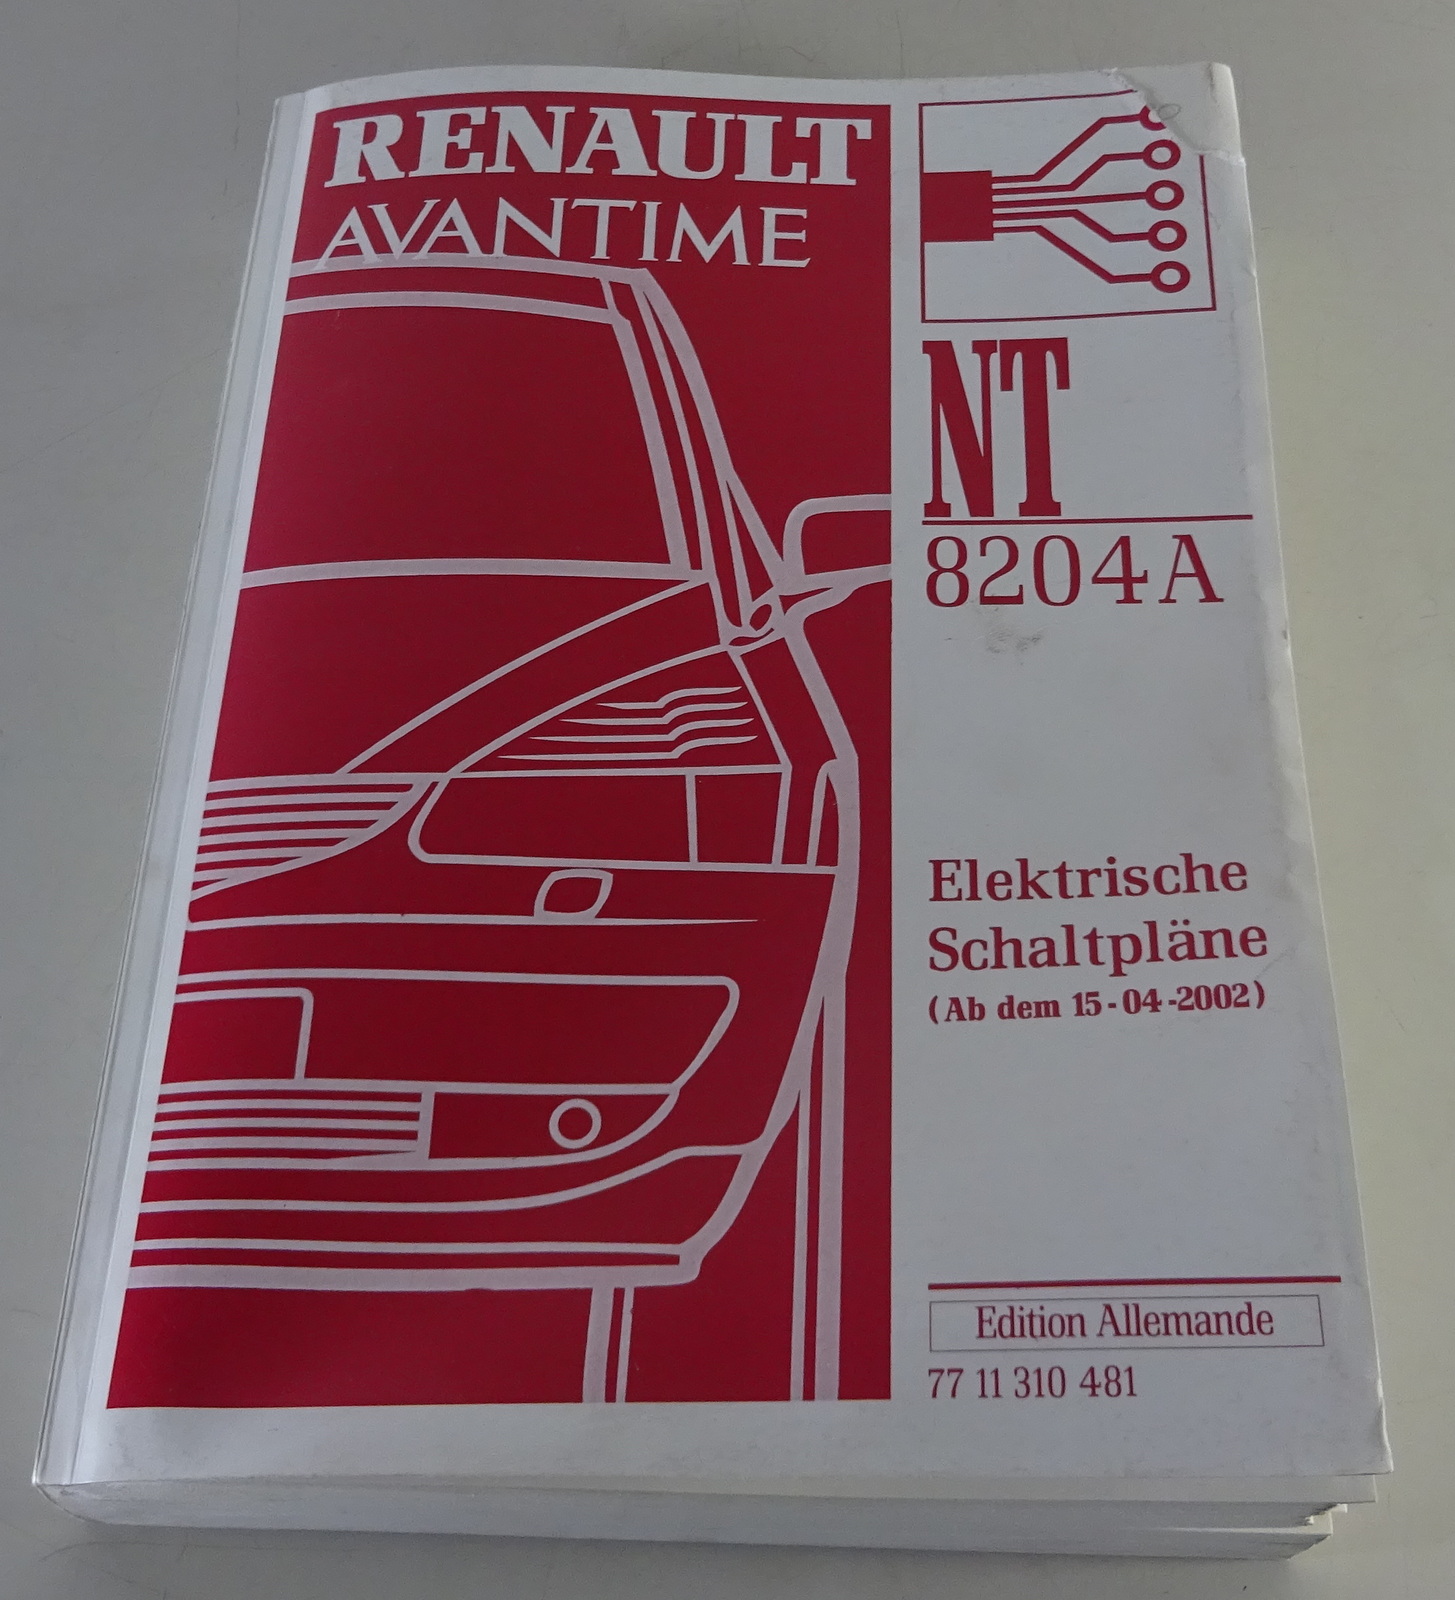 RENAULT
AVANTIME
NT
8204A
Elektrische
Schaltpläne
(Ab dem 15-04-2002)
Edition Allemande
77 11 310 481